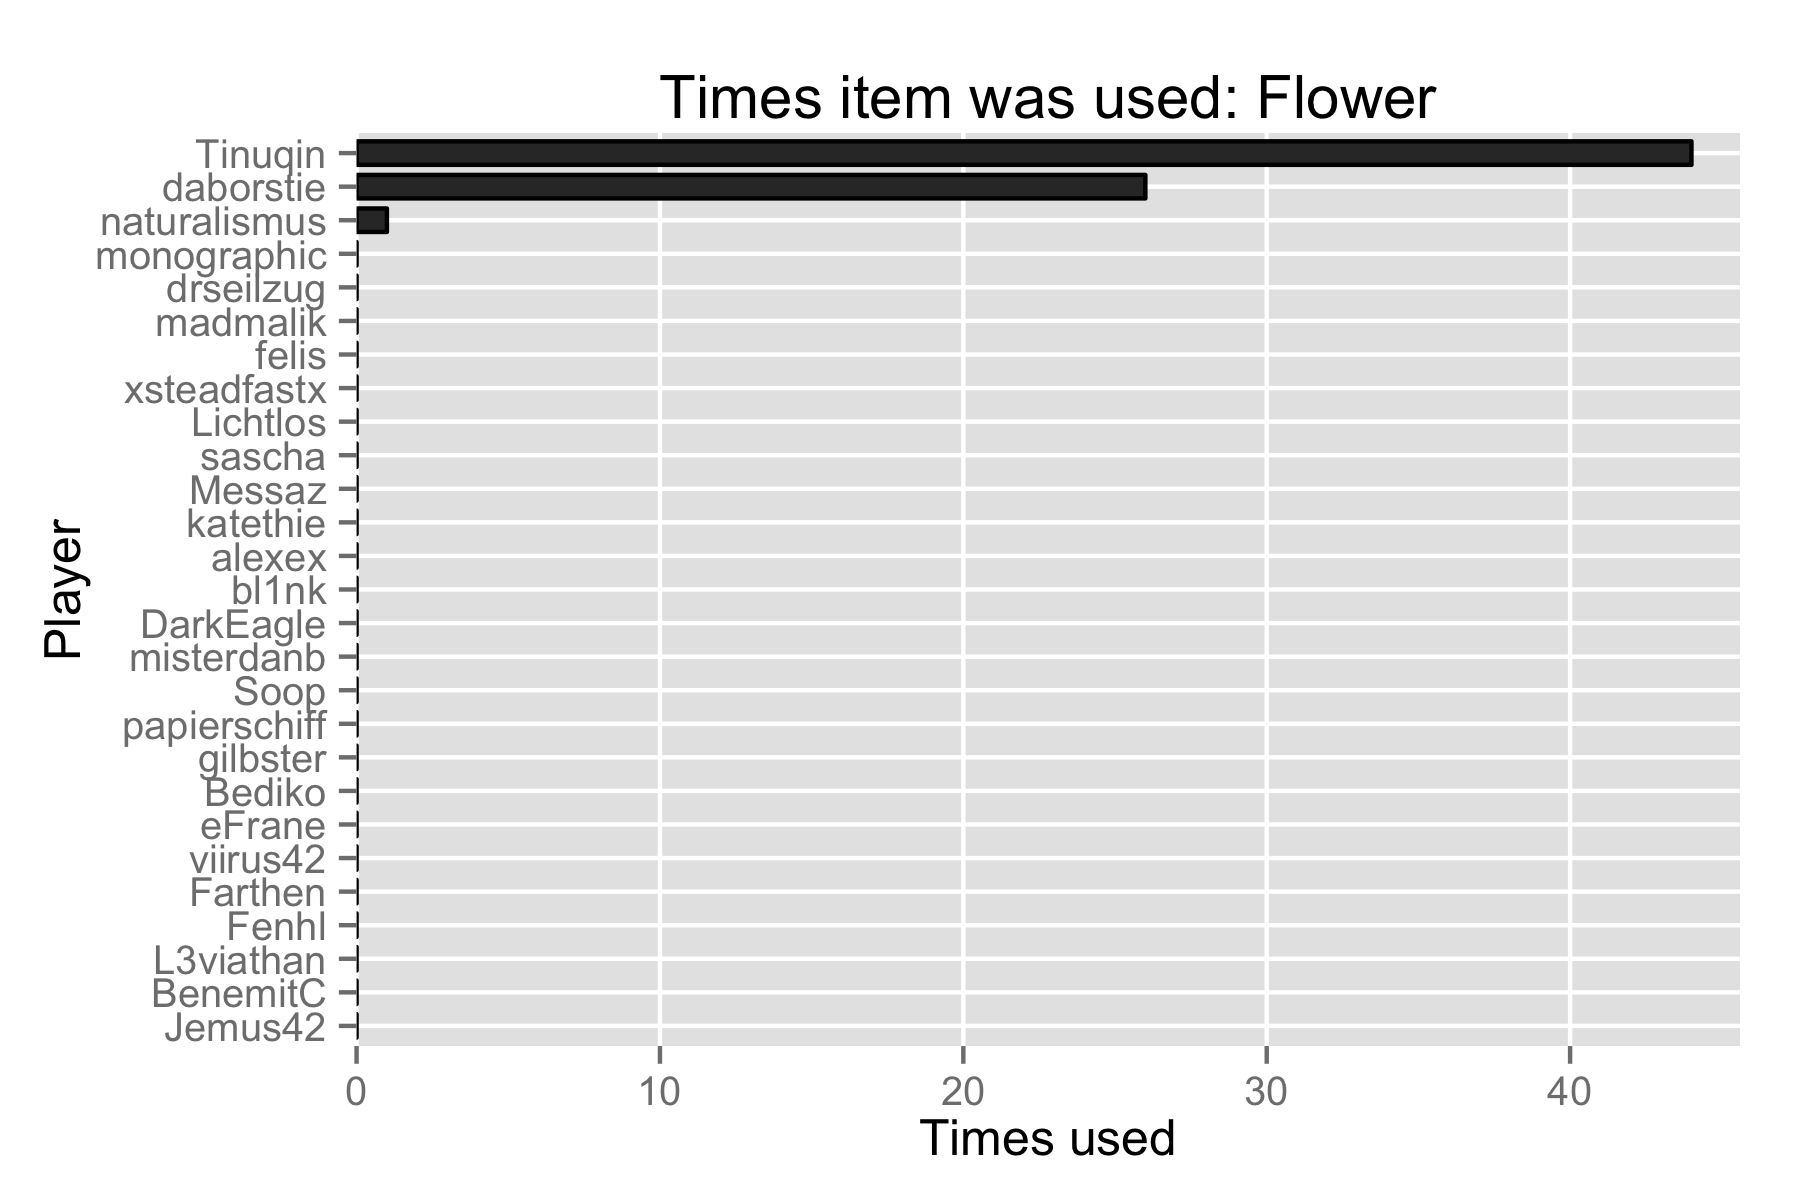 Times item was used: Flower
Tinuqin
daborstie
naturalismus
monographic
drseilzug
madmalik
felis
xsteadfastx
Lichtlos
sascha
Messaz
katethie
alexex
bl1nk
DarkEagle
misterdanb
Soop
papierschiff
gilbster
Bediko
eFrane
viirus42
Farthen
Fenhl
L3viathan
BenemitC
Jemus42
Player
0 10 20 30 40
Times used